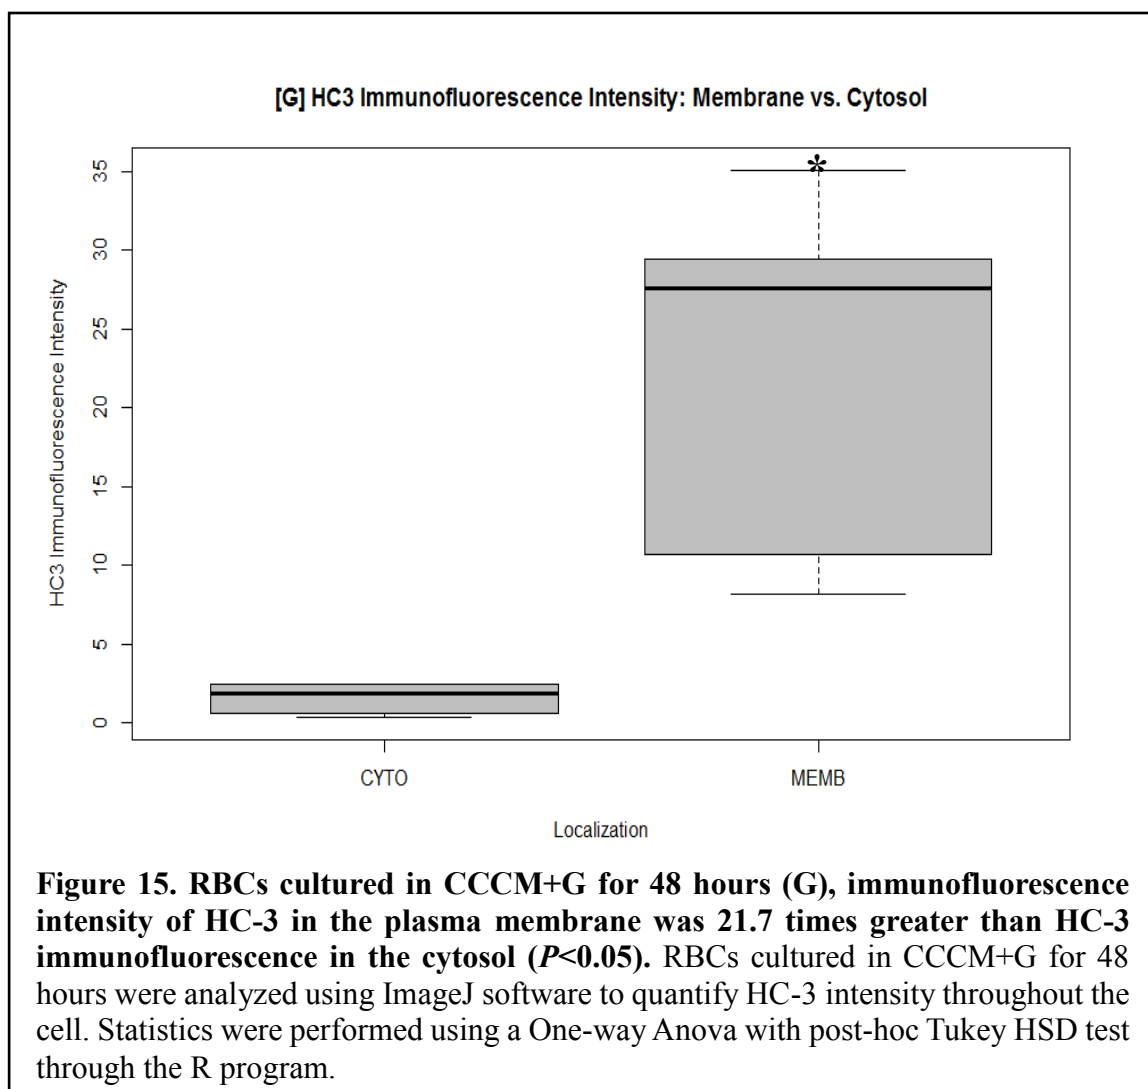 [G] HC3 Immunofluorescence Intensity: Membrane vs. Cytosol
HC3 Immunofluorescence Intensity
35
30
25
20
15
10
5
0
*
CYTO
MEMB
Localization
Figure 15. RBCs cultured in CCCM+G for 48 hours (G), immunofluorescence
intensity of HC-3 in the plasma membrane was 21.7 times greater than HC-3
immunofluorescence in the cytosol (P<0.05). RBCs cultured in CCCM+G for 48
hours were analyzed using ImageJ software to quantify HC-3 intensity throughout the
cell. Statistics were performed using a One-way Anova with post-hoc Tukey HSD test
through the R program.